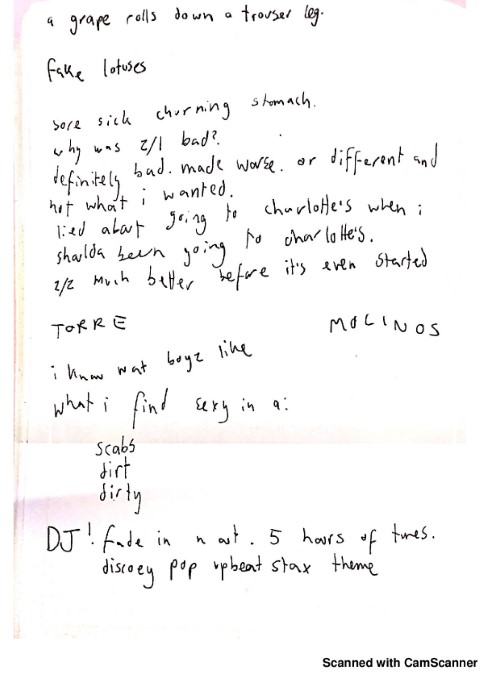 a grape rolls down a trouser leg.
fake lotuses
sore sick churning stomach.
why was 2/1 bad?
definitely bad. made worse. or different and
not what i wanted.
lied about going to charlotte's when i
shoulda been going to charlotte's.
2/2 much better before it's even started
TORRE MOLINOS
i know wat boyz like
what i find sexy in a:
scabs
dirt
dirty
DJ! fade in n out. 5 hours of tunes.
discoey pop upbeat stax theme
Scanned with CamScanner